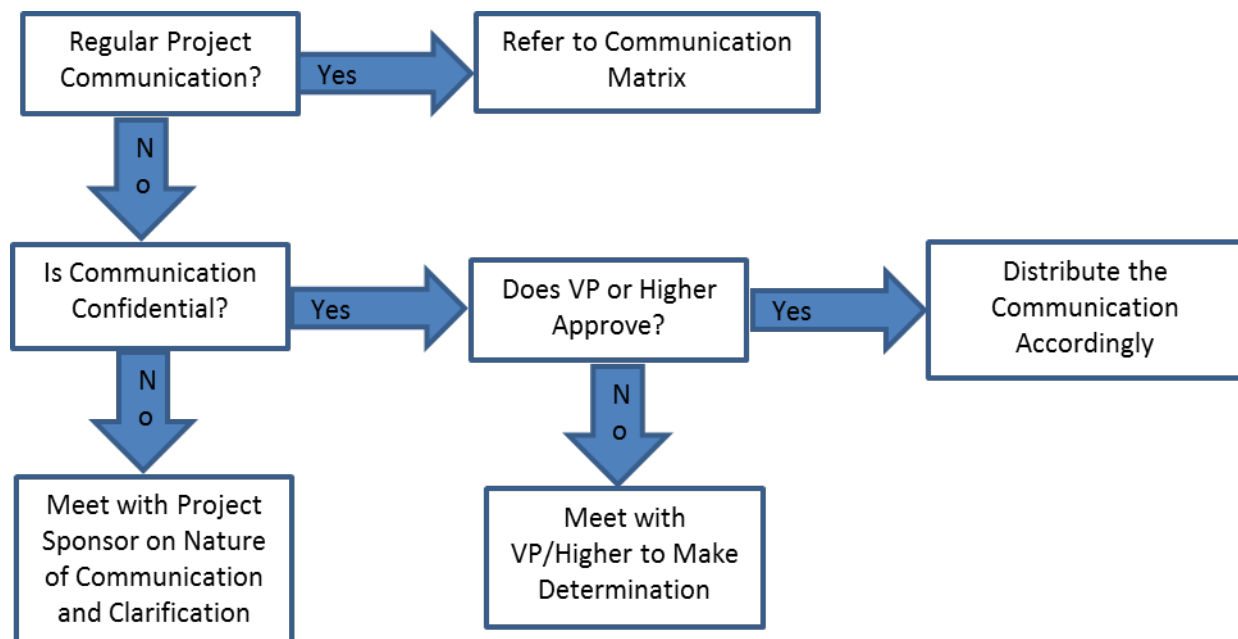 Regular Project
Communication?
Yes
Refer to Communication
Matrix
N
o
Is Communication
Confidential?
Yes
Does VP or Higher
Approve?
Yes
Distribute the
Communication
Accordingly
N
o
N
o
Meet with Project
Sponsor on Nature
of Communication
and Clarification
Meet with
VP/Higher to Make
Determination